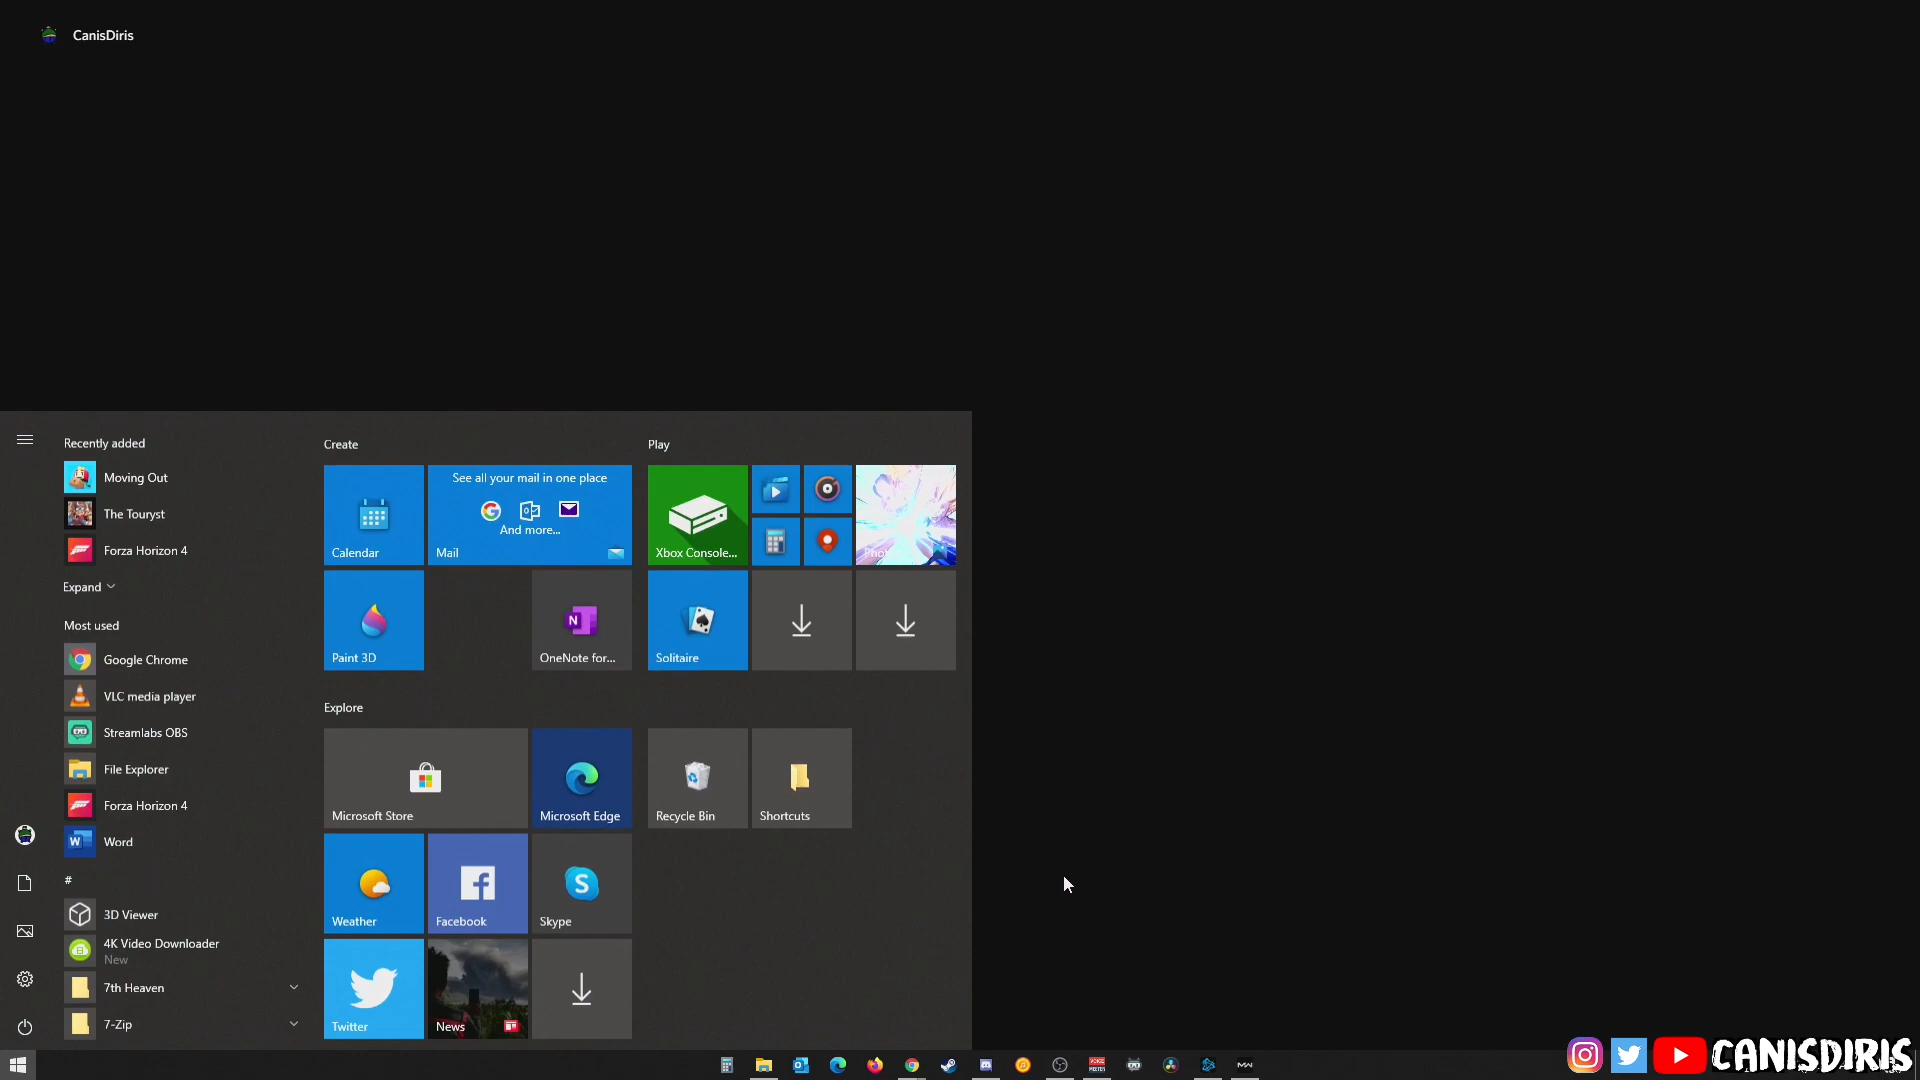 CanisDiris
Recently added
Moving Out
The Touryst
Forza Horizon 4
Expand
Most used
Google Chrome
VLC media player
Streamlabs OBS
File Explorer
Forza Horizon 4
Word
#
3D Viewer
4K Video Downloader
New
7th Heaven
7-Zip
Create
Calendar
See all your mail in one place
And more...
Mail
Paint 3D
OneNote for...
Explore
Microsoft Store
Microsoft Edge
Weather
Facebook
Skype
Twitter
News
Play
Xbox Console...
Solitaire
Recycle Bin
Shortcuts
CANISDIRIS